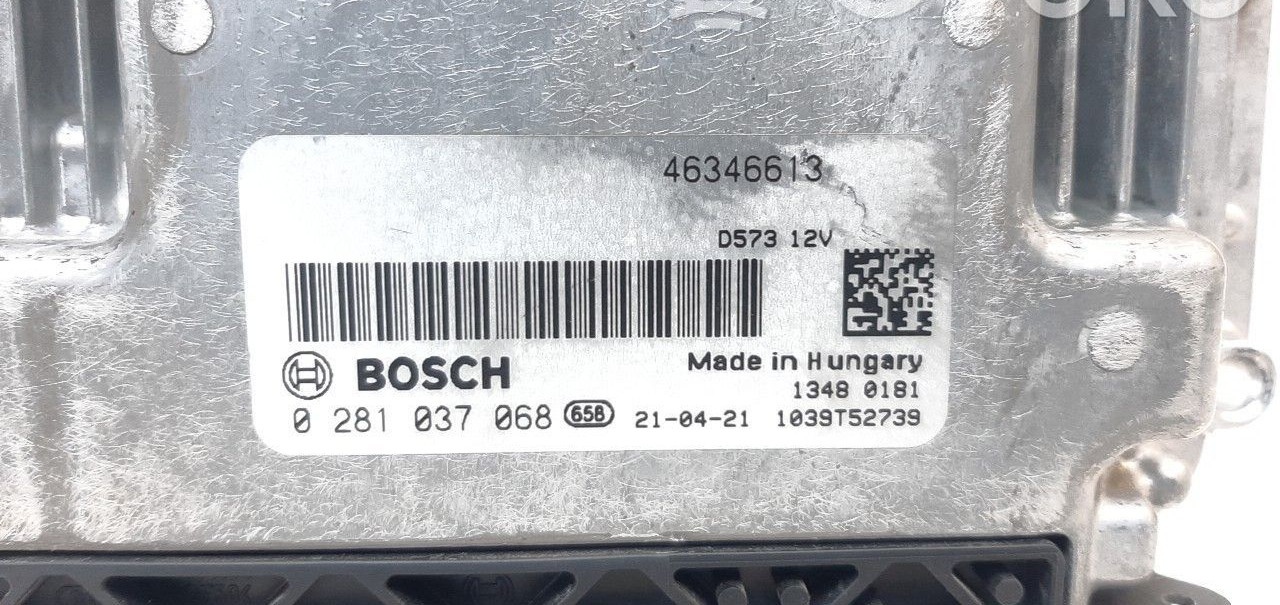 46346613
D573 12V
BOSCH
Made in Hungary
1348 0181
0 281 037 068 658 21-04-21 1039T52739